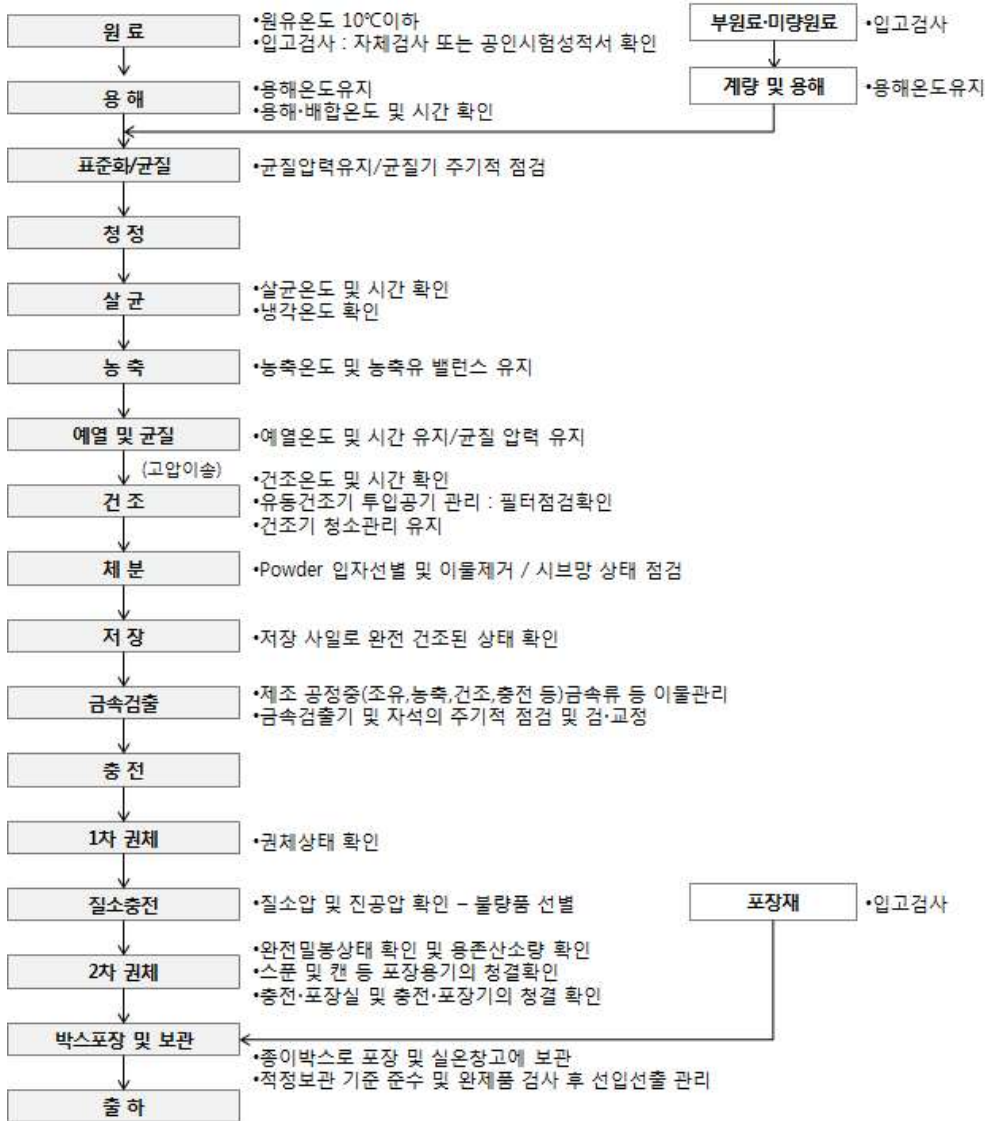 원 료
•원유온도 10℃이하
•입고검사 : 자체검사 또는 공인시험성적서 확인
부원료·미량원료
•입고검사
용 해
•용해온도유지
•용해·배합온도 및 시간 확인
계량 및 용해
•용해온도유지
표준화/균질
•균질압력유지/균질기 주기적 점검
청 정
살 균
•살균온도 및 시간 확인
•냉각온도 확인
농 축
•농축온도 및 농축유 밸런스 유지
예열 및 균질
•예열온도 및 시간 유지/균질 압력 유지
(고압이송)
건 조
•건조온도 및 시간 확인
•유동건조기 투입공기 관리 : 필터점검확인
•건조기 청소관리 유지
체 분
•Powder 입자선별 및 이물제거 / 시브망 상태 점검
저 장
•저장 사일로 완전 건조된 상태 확인
금속검출
•제조 공정중(조유,농축,건조,충전 등)금속류 등 이물관리
•금속검출기 및 자석의 주기적 점검 및 검·교정
충 전
1차 권체
•권체상태 확인
질소충전
•질소압 및 진공압 확인 – 불량품 선별
포장재
•입고검사
2차 권체
•완전밀봉상태 확인 및 용존산소량 확인
•스푼 및 캔 등 포장용기의 청결확인
•충전·포장실 및 충전·포장기의 청결 확인
박스포장 및 보관
•종이박스로 포장 및 실온창고에 보관
•적정보관 기준 준수 및 완제품 검사 후 선입선출 관리
출 하